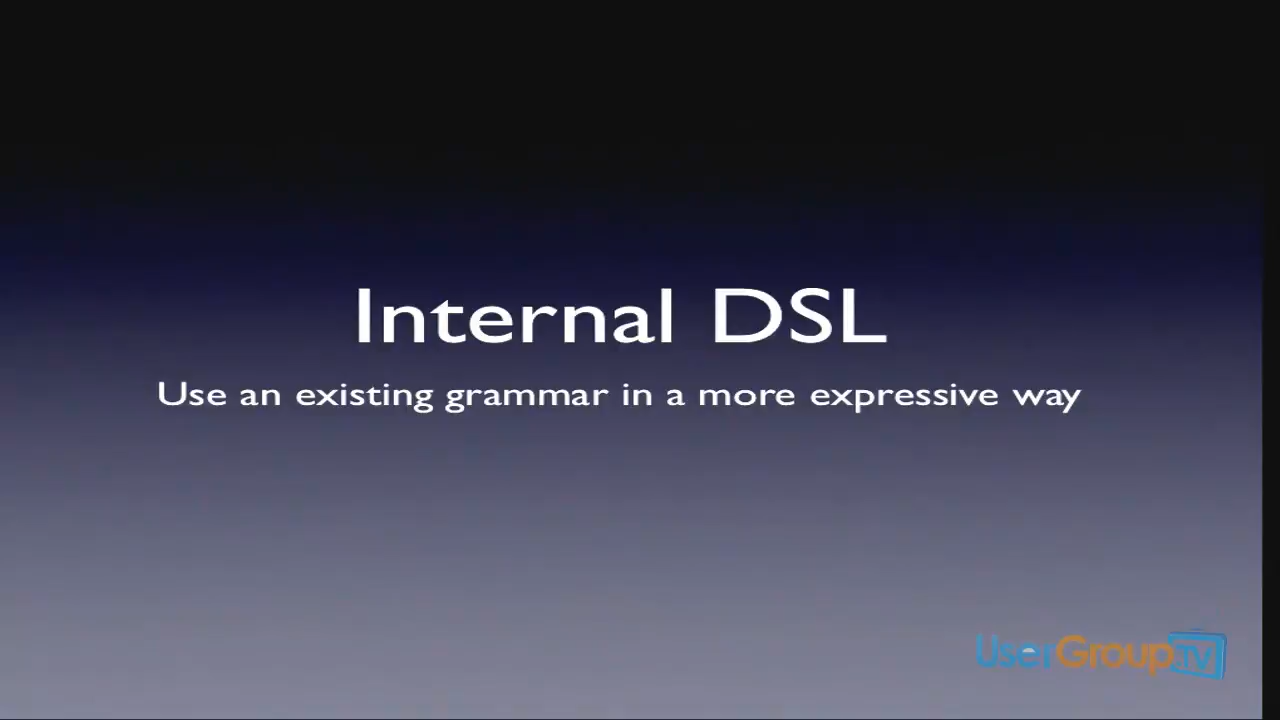 Internal DSL
Use an existing grammar in a more expressive way
UserGroup.TV